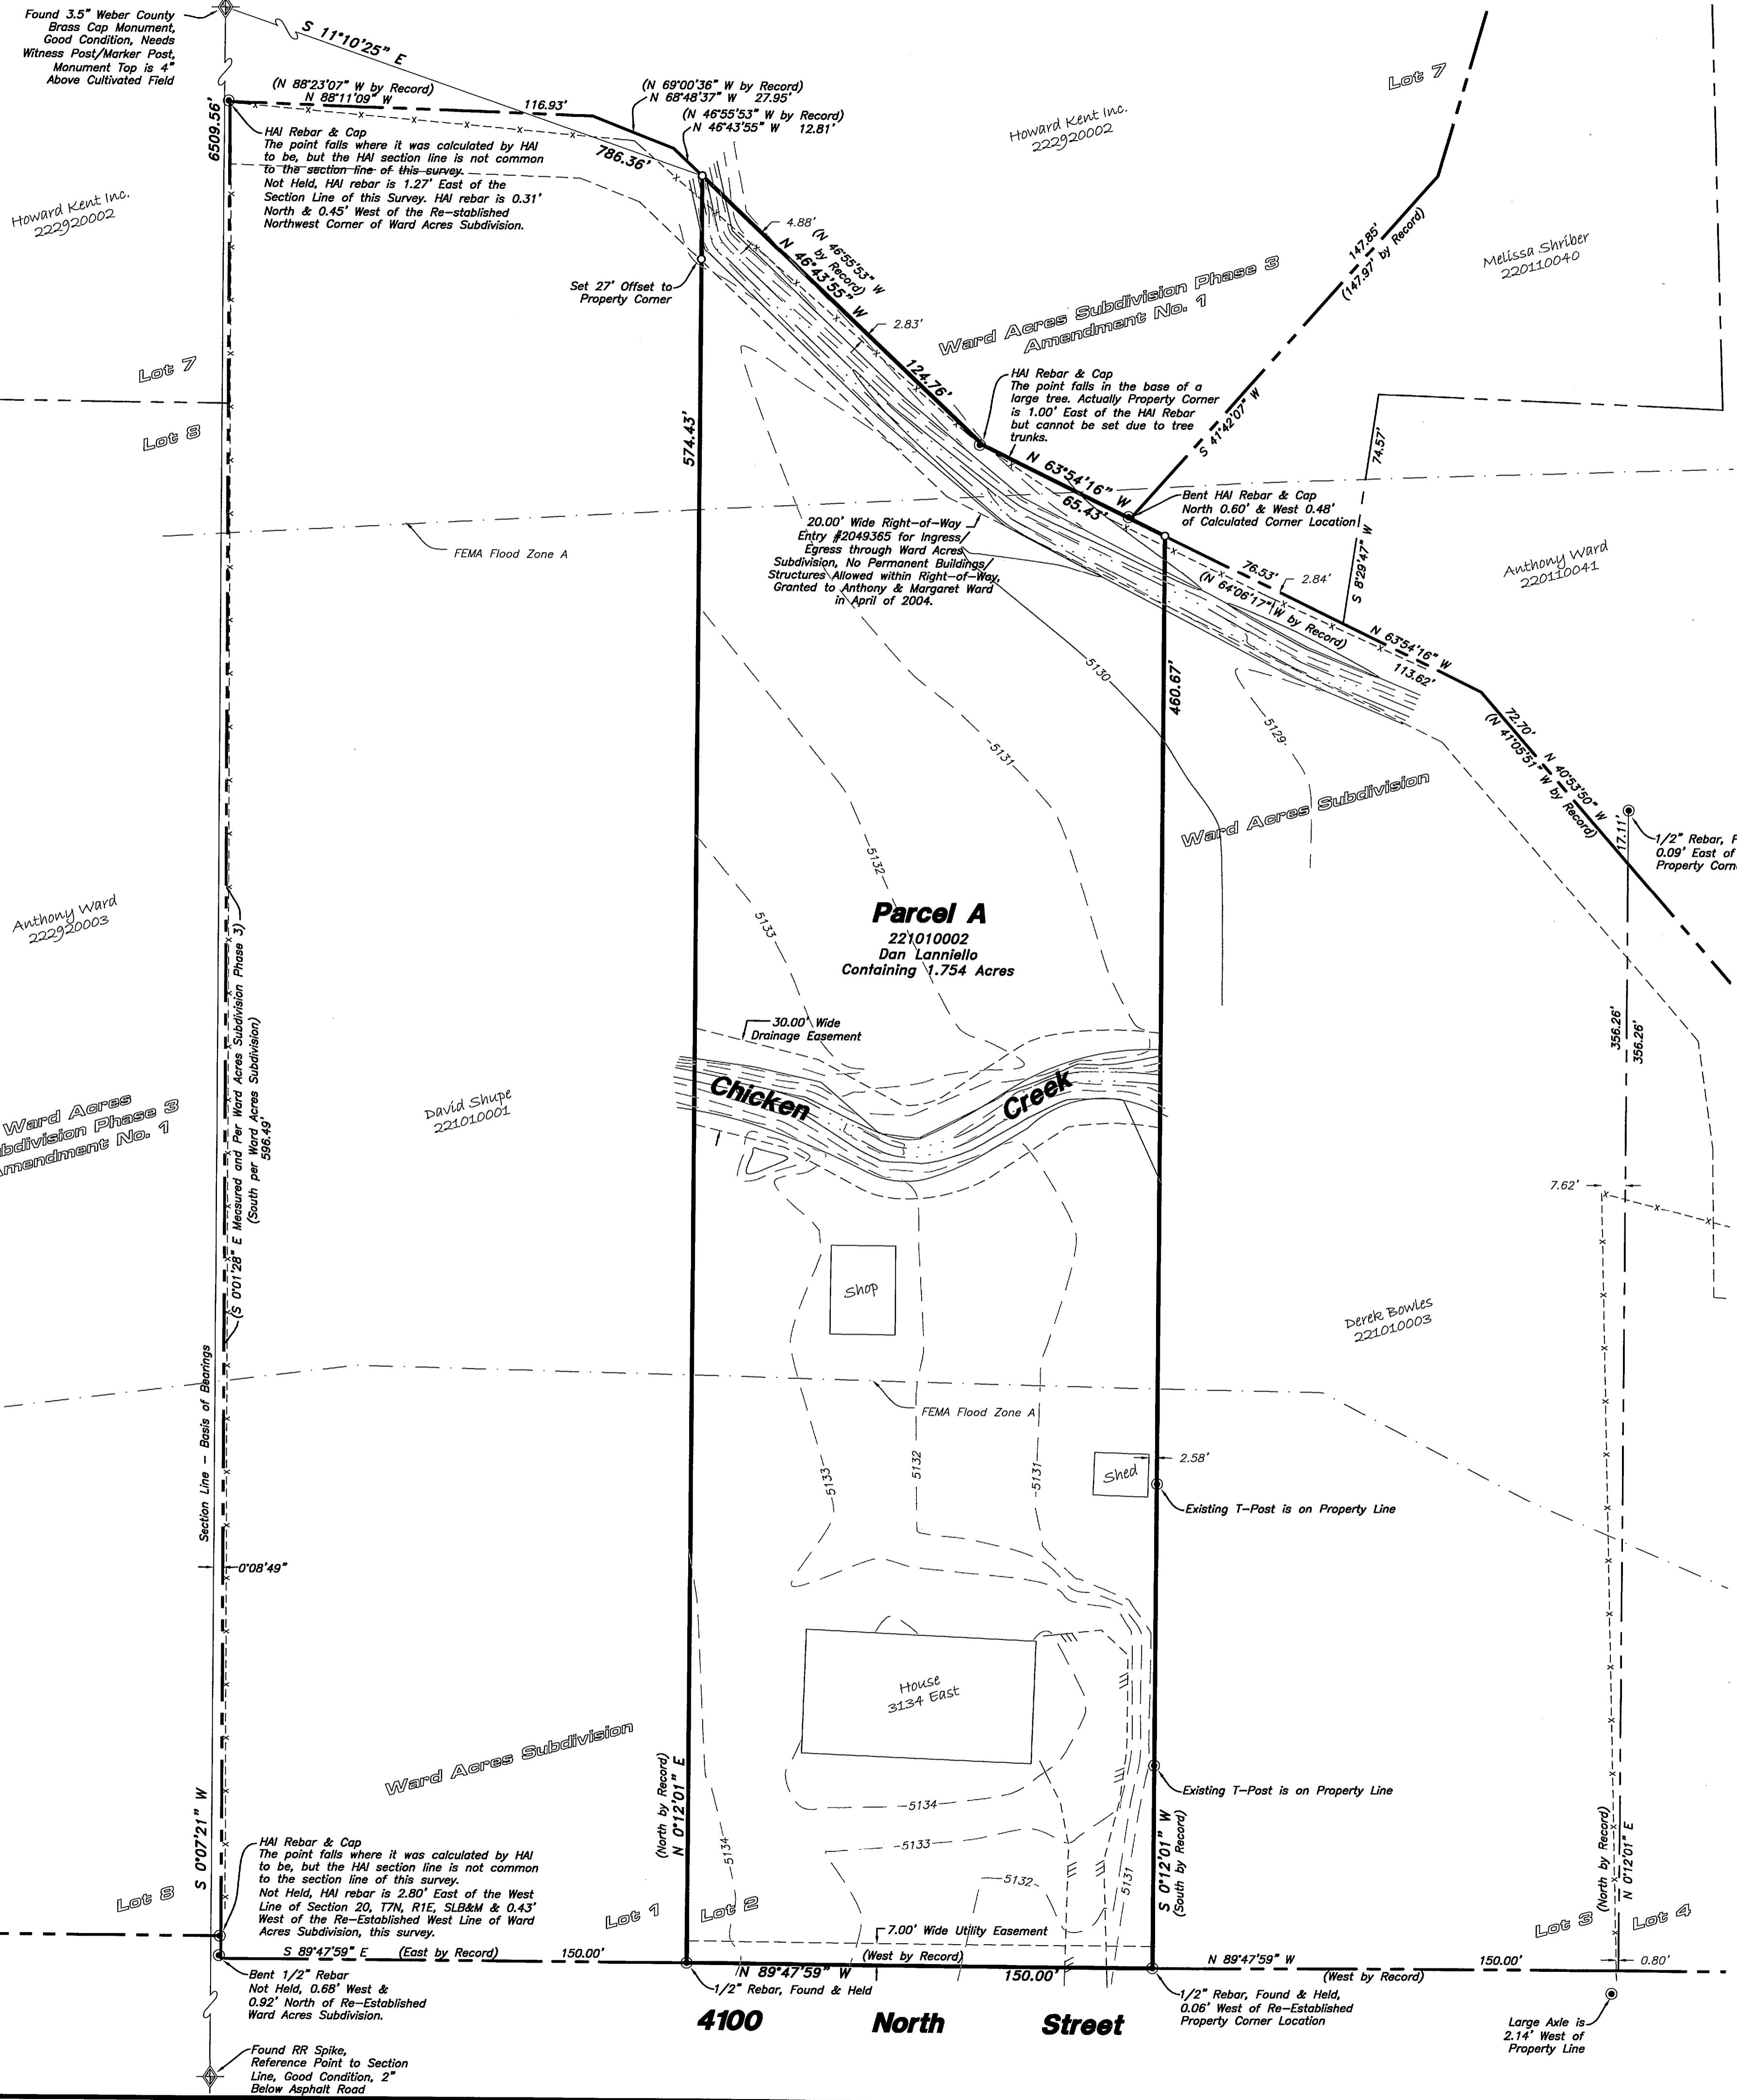 Found 3.5" Weber County
Brass Cap Monument,
Good Condition, Needs
Witness Post/Marker Post,
Monument Top is 4"
Above Cultivated Field
S 11°10'25" E
786.36'
6509.56'
(N 88°23'07" W by Record)
N 88°11'09" W
116.93'
(N 69°00'36" W by Record)
N 68°48'37" W 27.95'
(N 46°55'53" W by Record)
N 46°43'55" W 12.81'
HAI Rebar & Cap
The point falls where it was calculated by HAI
to be, but the HAI section line is not common
to the section line of this survey.
Not Held, HAI rebar is 1.27' East of the
Section Line of this Survey. HAI rebar is 0.31'
North & 0.45' West of the Re-stablished
Northwest Corner of Ward Acres Subdivision.
Howard Kent Inc.
222920002
Howard Kent Inc.
222920002
Lot 7
Melissa Shriber
220110040
147.85'
(147.97' by Record)
S 41°42'07" W
Set 27' Offset to
Property Corner
4.88'
(N 46°55'53" W
by Record)
N 46°43'55" W
2.83'
124.76'
Ward Acres Subdivision Phase 3
Amendment No. 1
Lot 7
Lot 8
574.43'
HAI Rebar & Cap
The point falls in the base of a
large tree. Actually Property Corner
is 1.00' East of the HAI Rebar
but cannot be set due to tree
trunks.
N 63°54'16" W
65.43'
74.57'
S 8°29'47" W
Bent HAI Rebar & Cap
North 0.60' & West 0.48'
of Calculated Corner Location
FEMA Flood Zone A
20.00' Wide Right-of-Way
Entry #2049365 for Ingress/
Egress through Ward Acres
Subdivision, No Permanent Buildings/
Structures Allowed within Right-of-Way,
Granted to Anthony & Margaret Ward
in April of 2004.
76.53'
2.84'
(N 64°06'17" W by Record)
Anthony Ward
220110041
N 63°54'16" W
113.62'
5130
460.67'
5129
5131
72.70'
N 40°53'50" W
(N 41°05'51" W by Record)
Ward Acres Subdivision
17.11'
1/2" Rebar,
0.09' East of
Property
5132
5133
Parcel A
221010002
Dan Lanniello
Containing 1.754 Acres
Anthony Ward
222920003
(S 0°01'28" E Measured and Per Ward Acres Subdivision Phase 3)
(South per Ward Acres Subdivision)
596.49'
356.26'
356.26'
30.00' Wide
Drainage Easement
Chicken Creek
David Shupe
221010001
Ward Acres
Subdivision Phase 3
Amendment No. 1
7.62'
Shop
Derek Bowles
221010003
Section Line - Basis of Bearings
FEMA Flood Zone A
5133
5132
5131
Shed
2.58'
Existing T-Post is on Property Line
0°08'49"
House
3134 East
Ward Acres Subdivision
Existing T-Post is on Property Line
5134
5134
5133
5132
5131
(North by Record)
N 0°12'01" E
S 0°12'01" W
(South by Record)
(North by Record)
N 0°12'01" E
S 0°07'21" W
HAI Rebar & Cap
The point falls where it was calculated by HAI
to be, but the HAI section line is not common
to the section line of this survey.
Not Held, HAI rebar is 2.80' East of the West
Line of Section 20, T7N, R1E, SLB&M & 0.43'
West of the Re-Established West Line of Ward
Acres Subdivision, this survey.
Lot 8
Lot 1
Lot 2
Lot 3
Lot 4
7.00' Wide Utility Easement
S 89°47'59" E (East by Record) 150.00'
(West by Record)
N 89°47'59" W 150.00'
N 89°47'59" W 150.00'
(West by Record)
0.80'
Bent 1/2" Rebar
Not Held, 0.68' West &
0.92' North of Re-Established
Ward Acres Subdivision.
1/2" Rebar, Found & Held
1/2" Rebar, Found & Held,
0.06' West of Re-Established
Property Corner Location
4100 North Street
Large Axle is
2.14' West of
Property Line
Found RR Spike,
Reference Point to Section
Line, Good Condition, 2"
Below Asphalt Road